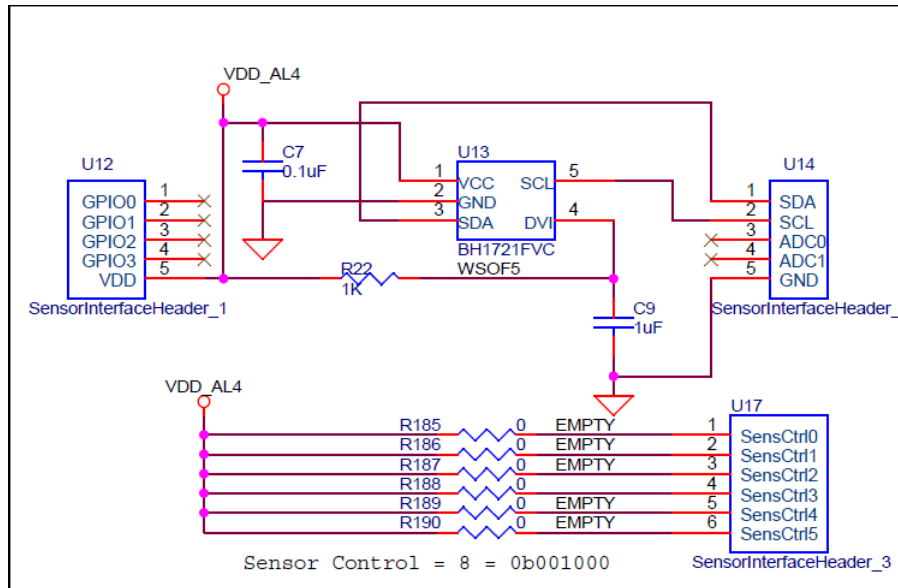 VDD_AL4
U12
C7
0.1uF
U13
U14
GPIO0 1
GPIO1 2
GPIO2 3
GPIO3 4
VDD 5
SensorInterfaceHeader_1
1 VCC SCL 5
2 GND
3 SDA DVI 4
BH1721FVC
WSOF5
1 SDA
2 SCL
3 ADC0
4 ADC1
5 GND
SensorInterfaceHeader_
R22
1K
C9
1uF
VDD_AL4
U17
R185 0 EMPTY 1 SensCtrl0
R186 0 EMPTY 2 SensCtrl1
R187 0 EMPTY 3 SensCtrl2
R188 0 4 SensCtrl3
R189 0 EMPTY 5 SensCtrl4
R190 0 EMPTY 6 SensCtrl5
SensorInterfaceHeader_3
Sensor Control = 8 = 0b001000